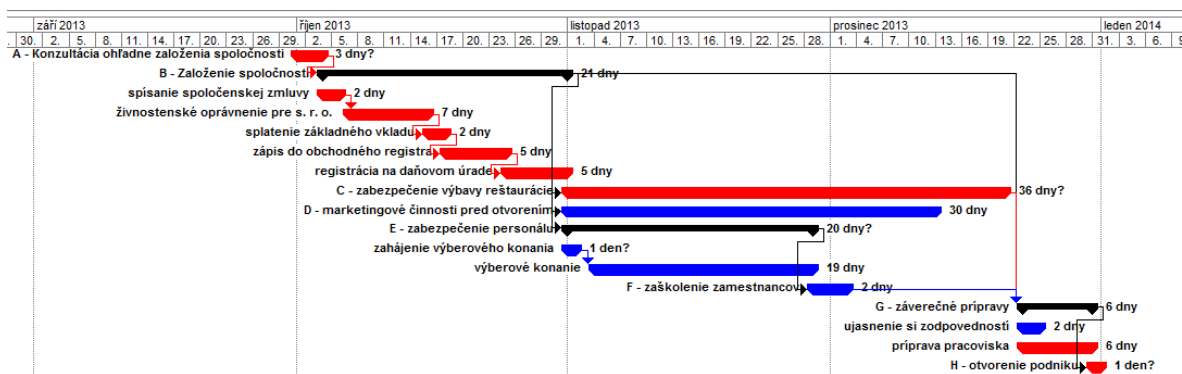 září 2013 říjen 2013 listopad 2013 prosinec 2013 leden 2014
30. 2. 5. 8. 11. 14. 17. 20. 23. 26. 29. 2. 5. 8. 11. 14. 17. 20. 23. 26. 29. 1. 4. 7. 10. 13. 16. 19. 22. 25. 28. 1. 4. 7. 10. 13. 16. 19. 22. 25. 28. 31. 3. 6. 9
A - Konzultácia ohľadne založenia spoločnosti 3 dny?
B - Založenie spoločnosti 21 dny
spísanie spoločenskej zmluvy 2 dny
živnostenské oprávnenie pre s. r. o. 7 dny
splatenie základného vkladu 2 dny
zápis do obchodného registra 5 dny
registrácia na daňovom úrade 5 dny
C - zabezpečenie výbavy reštaurácie 36 dny?
D - marketingové činnosti pred otvorením 30 dny
E - zabezpečenie personálu 20 dny?
zahájenie výberového konania 1 den?
výberové konanie 19 dny
F - zaškolenie zamestnancov 2 dny
G - záverečné prípravy 6 dny
ujasnenie si zodpovedností 2 dny
príprava pracoviska 6 dny
H - otvorenie podniku 1 den?